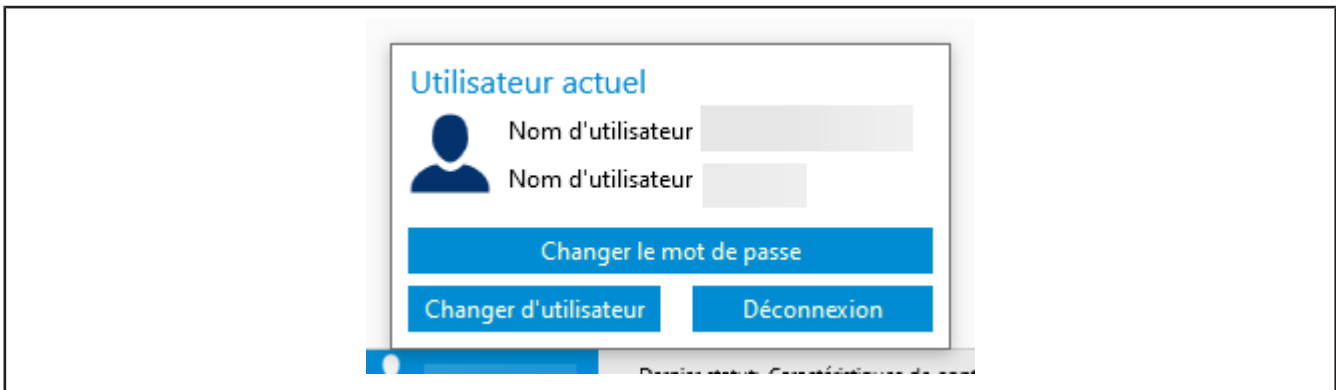 Utilisateur actuel
Nom d'utilisateur
Nom d'utilisateur
Changer le mot de passe
Changer d'utilisateur
Déconnexion